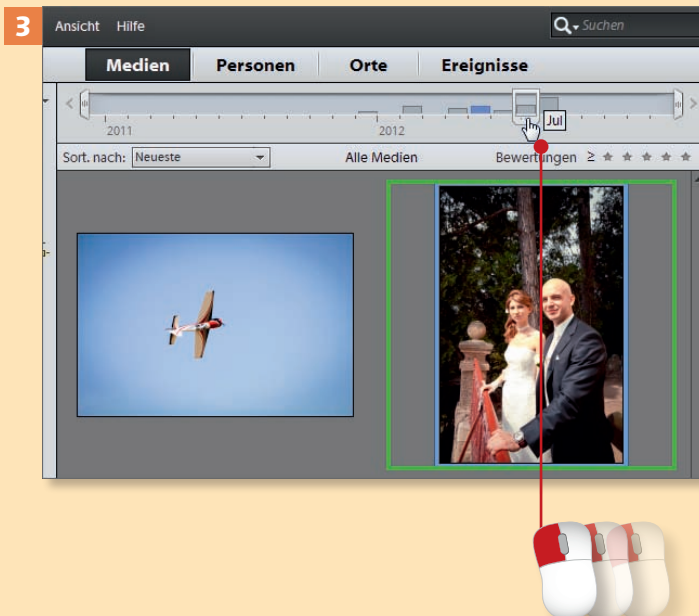 3
Ansicht Hilfe
Suchen
Medien Personen Orte Ereignisse
Jul
2011 2012
Sort. nach: Neueste Alle Medien Bewertungen ≥ ★ ★ ★ ★ ★